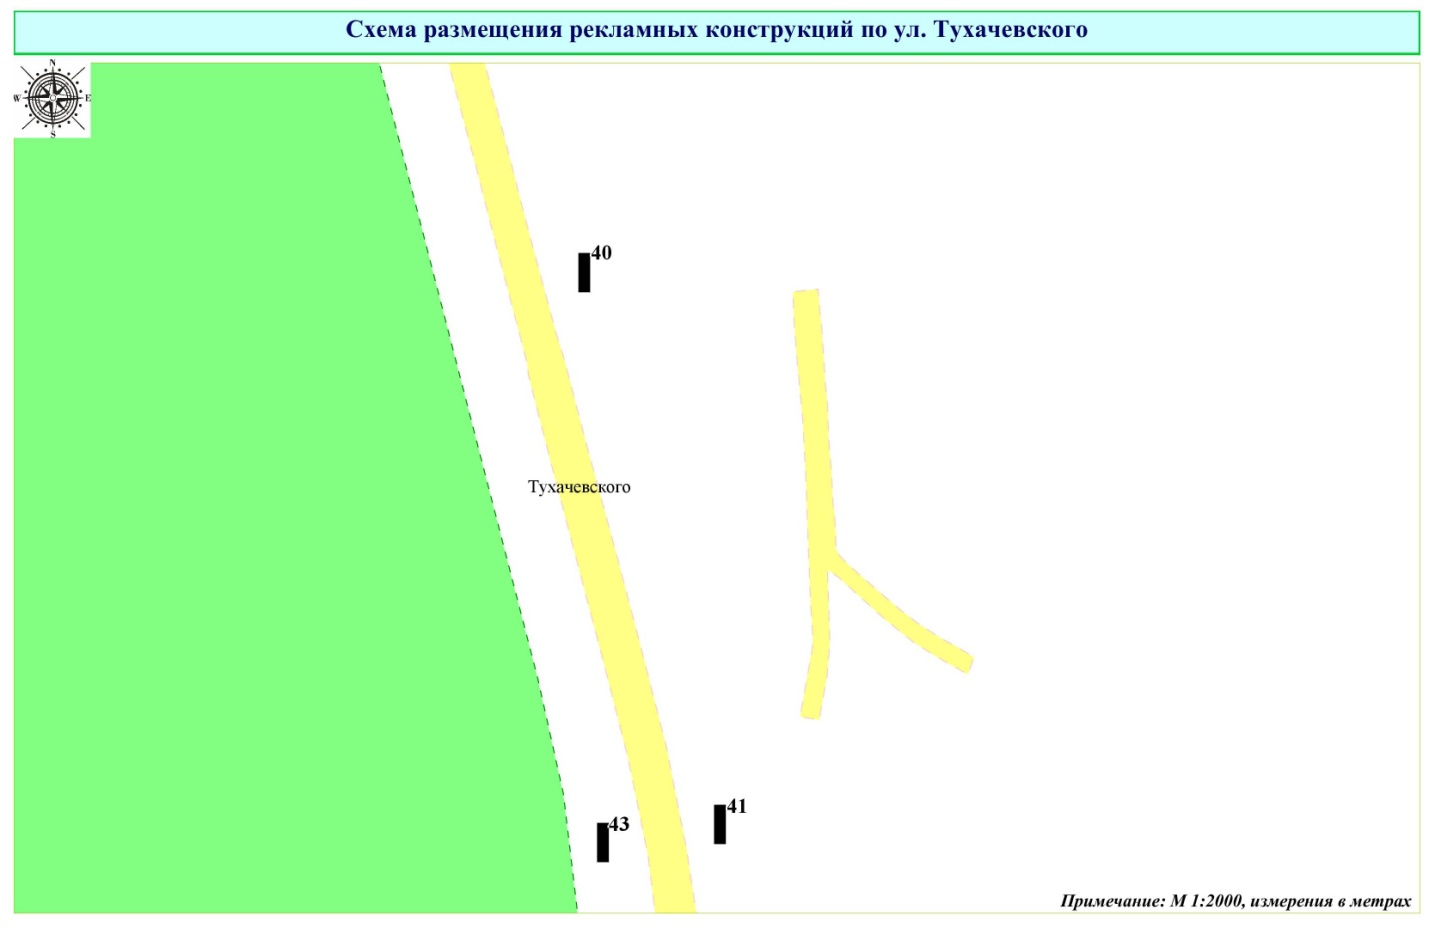 Схема размещения рекламных конструкций по ул. Тухачевского
N
W E
S
40
Тухачевского
41
43
Примечание: М 1:2000, измерения в метрах